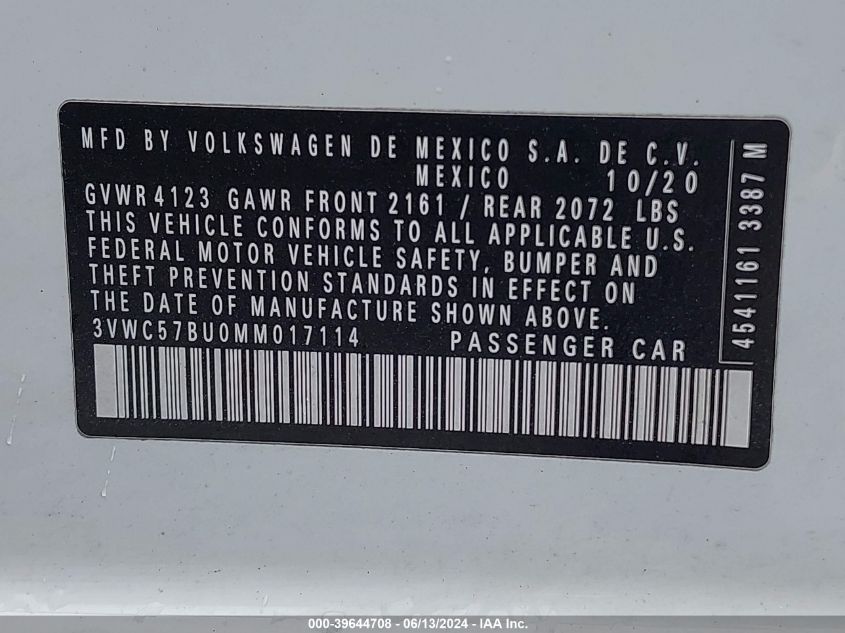 MFD BY VOLKSWAGEN DE MEXICO S.A. DE C.V.
MEXICO 10/20
GVWR 4123 GAWR FRONT 2161 / REAR 2072 LBS
THIS VEHICLE CONFORMS TO ALL APPLICABLE U.S.
FEDERAL MOTOR VEHICLE SAFETY, BUMPER AND
THEFT PREVENTION STANDARDS IN EFFECT ON
THE DATE OF MANUFACTURE SHOWN ABOVE.
3VWC57BU0MM017114 PASSENGER CAR
4541161 3387 M
000-39644708 - 06/13/2024 - IAA Inc.